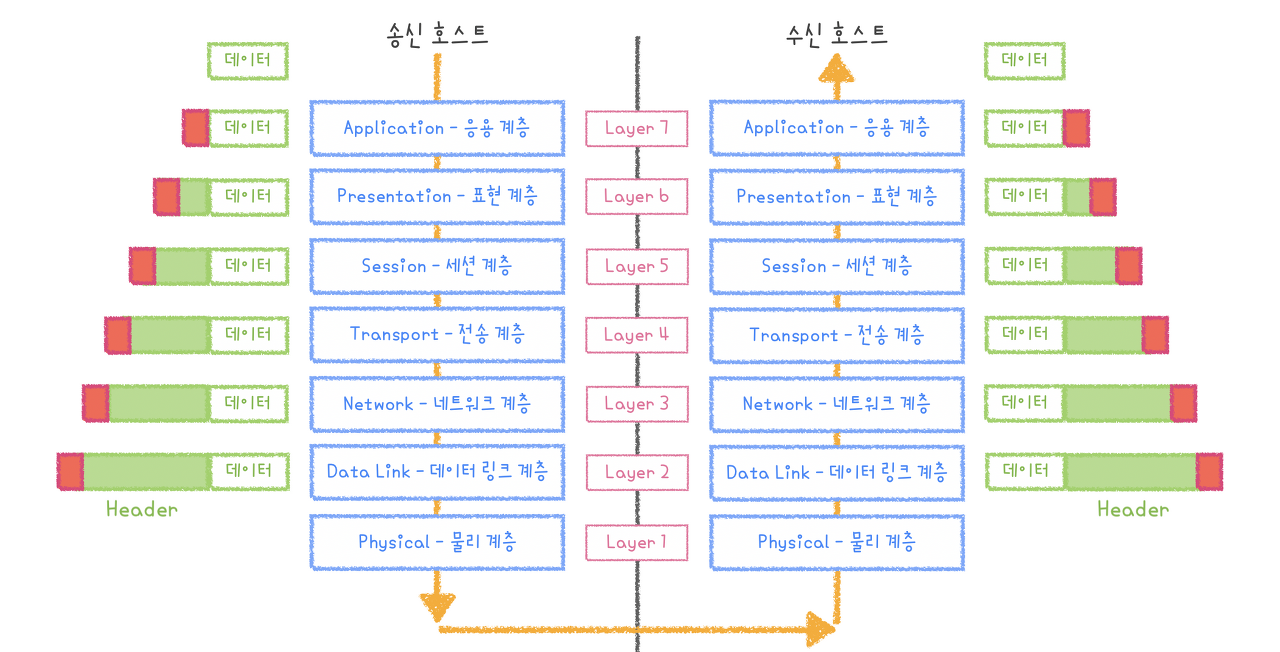 송신 호스트
수신 호스트
데이터
데이터
데이터
Application - 응용 계층
Layer 7
Application - 응용 계층
데이터
데이터
Presentation - 표현 계층
Layer 6
Presentation - 표현 계층
데이터
데이터
Session - 세션 계층
Layer 5
Session - 세션 계층
데이터
데이터
Transport - 전송 계층
Layer 4
Transport - 전송 계층
데이터
데이터
Network - 네트워크 계층
Layer 3
Network - 네트워크 계층
데이터
데이터
Data Link - 데이터 링크 계층
Layer 2
Data Link - 데이터 링크 계층
데이터
Header
Header
Physical - 물리 계층
Layer 1
Physical - 물리 계층